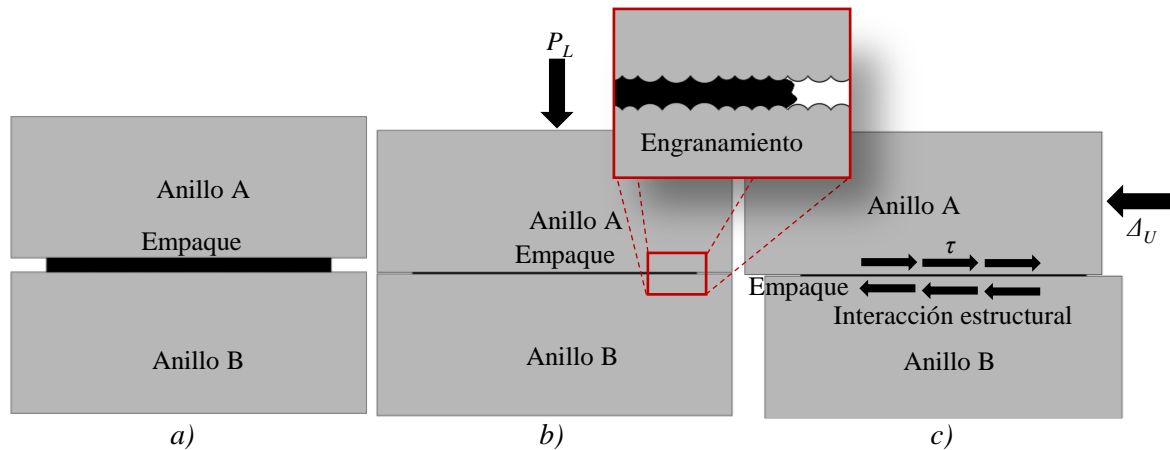 Anillo A
Empaque
Anillo B
a)
P_L
Engranamiento
Anillo A
Empaque
Anillo B
b)
Anillo A
Δ_U
τ
Empaque
Interacción estructural
Anillo B
c)